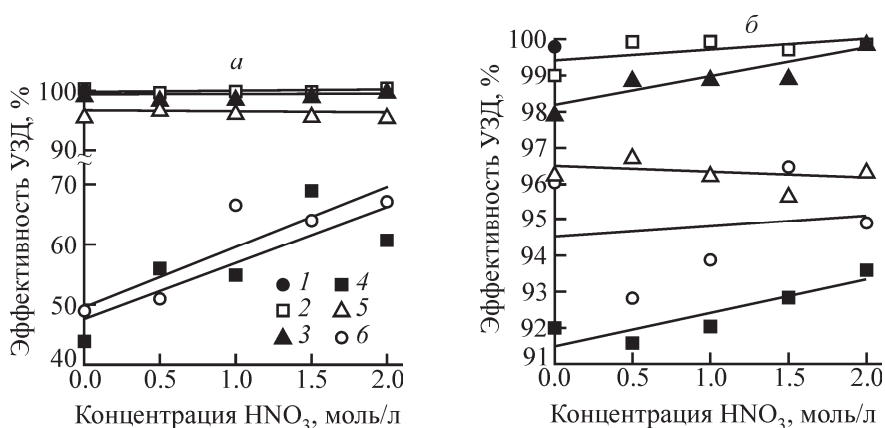 а
Эффективность УЗД, %
100
90
≈
70
60
50
40
1 4
2 5
3 6
0.0 0.5 1.0 1.5 2.0
Концентрация HNO3, моль/л
б
Эффективность УЗД, %
100
99
98
96
95
94
93
92
91
0.0 0.5 1.0 1.5 2.0
Концентрация HNO3, моль/л